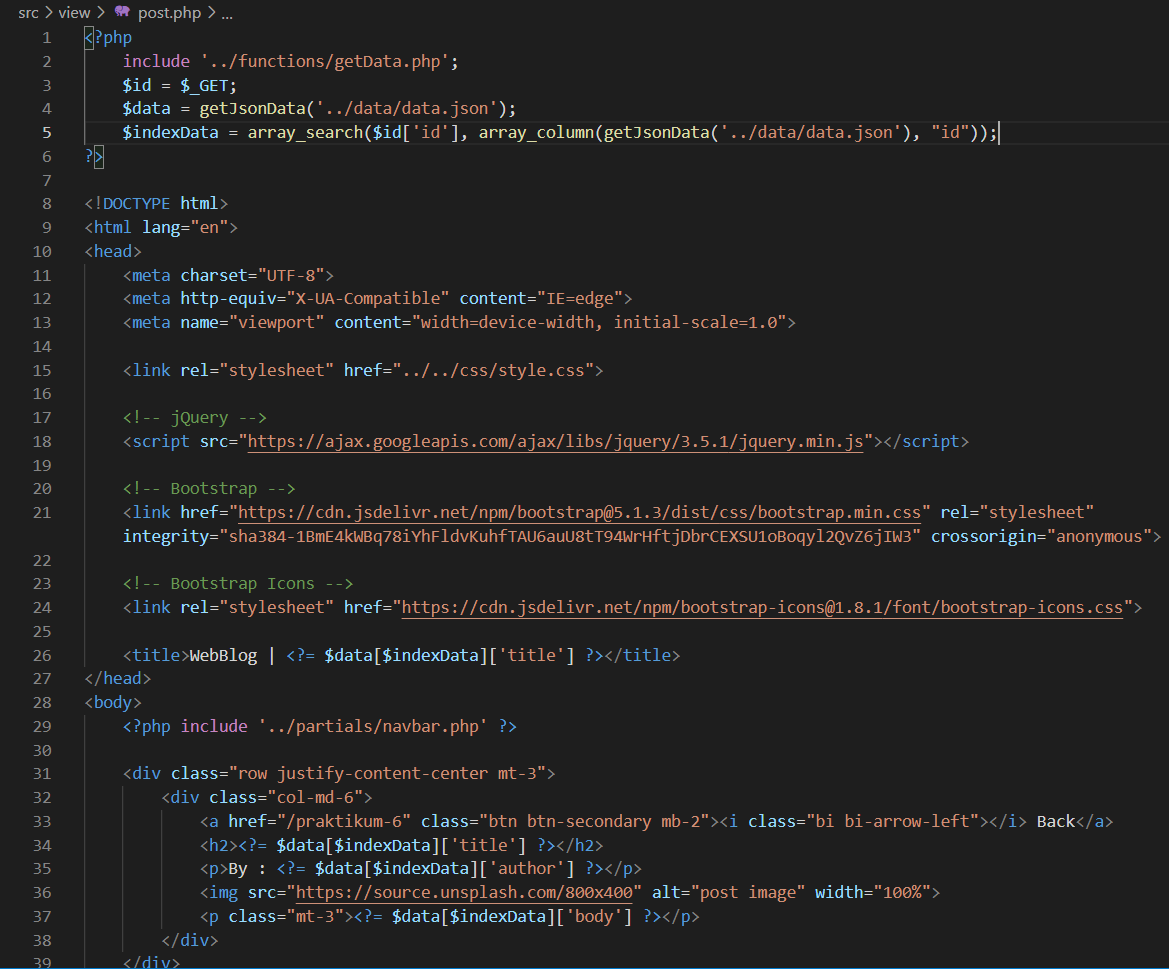 src > view > post.php > ...
1 <?php
2     include '../functions/getData.php';
3     $id = $_GET;
4     $data = getJsonData('../data/data.json');
5     $indexData = array_search($id['id'], array_column(getJsonData('../data/data.json'), "id"));
6 ?>
7
8 <!DOCTYPE html>
9 <html lang="en">
10 <head>
11     <meta charset="UTF-8">
12     <meta http-equiv="X-UA-Compatible" content="IE=edge">
13     <meta name="viewport" content="width=device-width, initial-scale=1.0">
14
15     <link rel="stylesheet" href="../../css/style.css">
16
17     <!-- jQuery -->
18     <script src="https://ajax.googleapis.com/ajax/libs/jquery/3.5.1/jquery.min.js"></script>
19
20     <!-- Bootstrap -->
21     <link href="https://cdn.jsdelivr.net/npm/bootstrap@5.1.3/dist/css/bootstrap.min.css" rel="stylesheet"
    integrity="sha384-1BmE4kWBq78iYhFldvKuhfTAU6auU8tT94WrHftjDbrCEXSU1oBoqyl2QvZ6jIW3" crossorigin="anonymous">
22
23     <!-- Bootstrap Icons -->
24     <link rel="stylesheet" href="https://cdn.jsdelivr.net/npm/bootstrap-icons@1.8.1/font/bootstrap-icons.css">
25
26     <title>WebBlog | <?= $data[$indexData]['title'] ?></title>
27 </head>
28 <body>
29     <?php include '../partials/navbar.php' ?>
30
31     <div class="row justify-content-center mt-3">
32         <div class="col-md-6">
33             <a href="/praktikum-6" class="btn btn-secondary mb-2"><i class="bi bi-arrow-left"></i> Back</a>
34             <h2><?= $data[$indexData]['title'] ?></h2>
35             <p>By : <?= $data[$indexData]['author'] ?></p>
36             <img src="https://source.unsplash.com/800x400" alt="post image" width="100%">
37             <p class="mt-3"><?= $data[$indexData]['body'] ?></p>
38         </div>
39     </div>